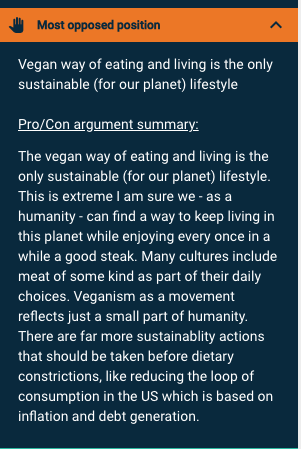 Most opposed position
Vegan way of eating and living is the only
sustainable (for our planet) lifestyle
Pro/Con argument summary:
The vegan way of eating and living is the
only sustainable (for our planet) lifestyle.
This is extreme I am sure we - as a
humanity - can find a way to keep living in
this planet while enjoying every once in a
while a good steak. Many cultures include
meat of some kind as part of their daily
choices. Veganism as a movement
reflects just a small part of humanity.
There are far more sustainablity actions
that should be taken before dietary
constrictions, like reducing the loop of
consumption in the US which is based on
inflation and debt generation.